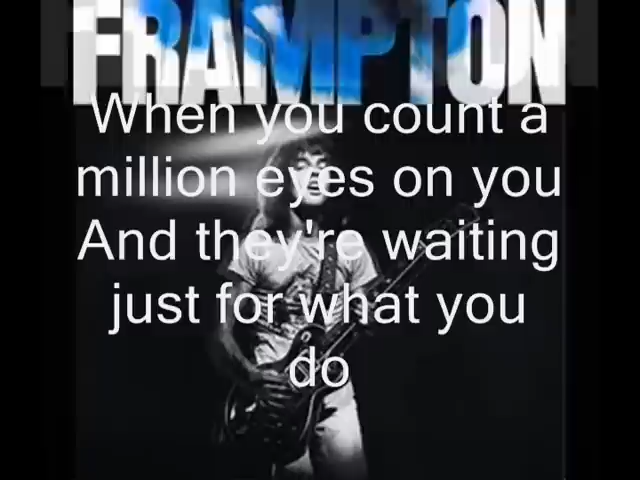 FRAMPTON
When you count a
million eyes on you
And they're waiting
just for what you
do